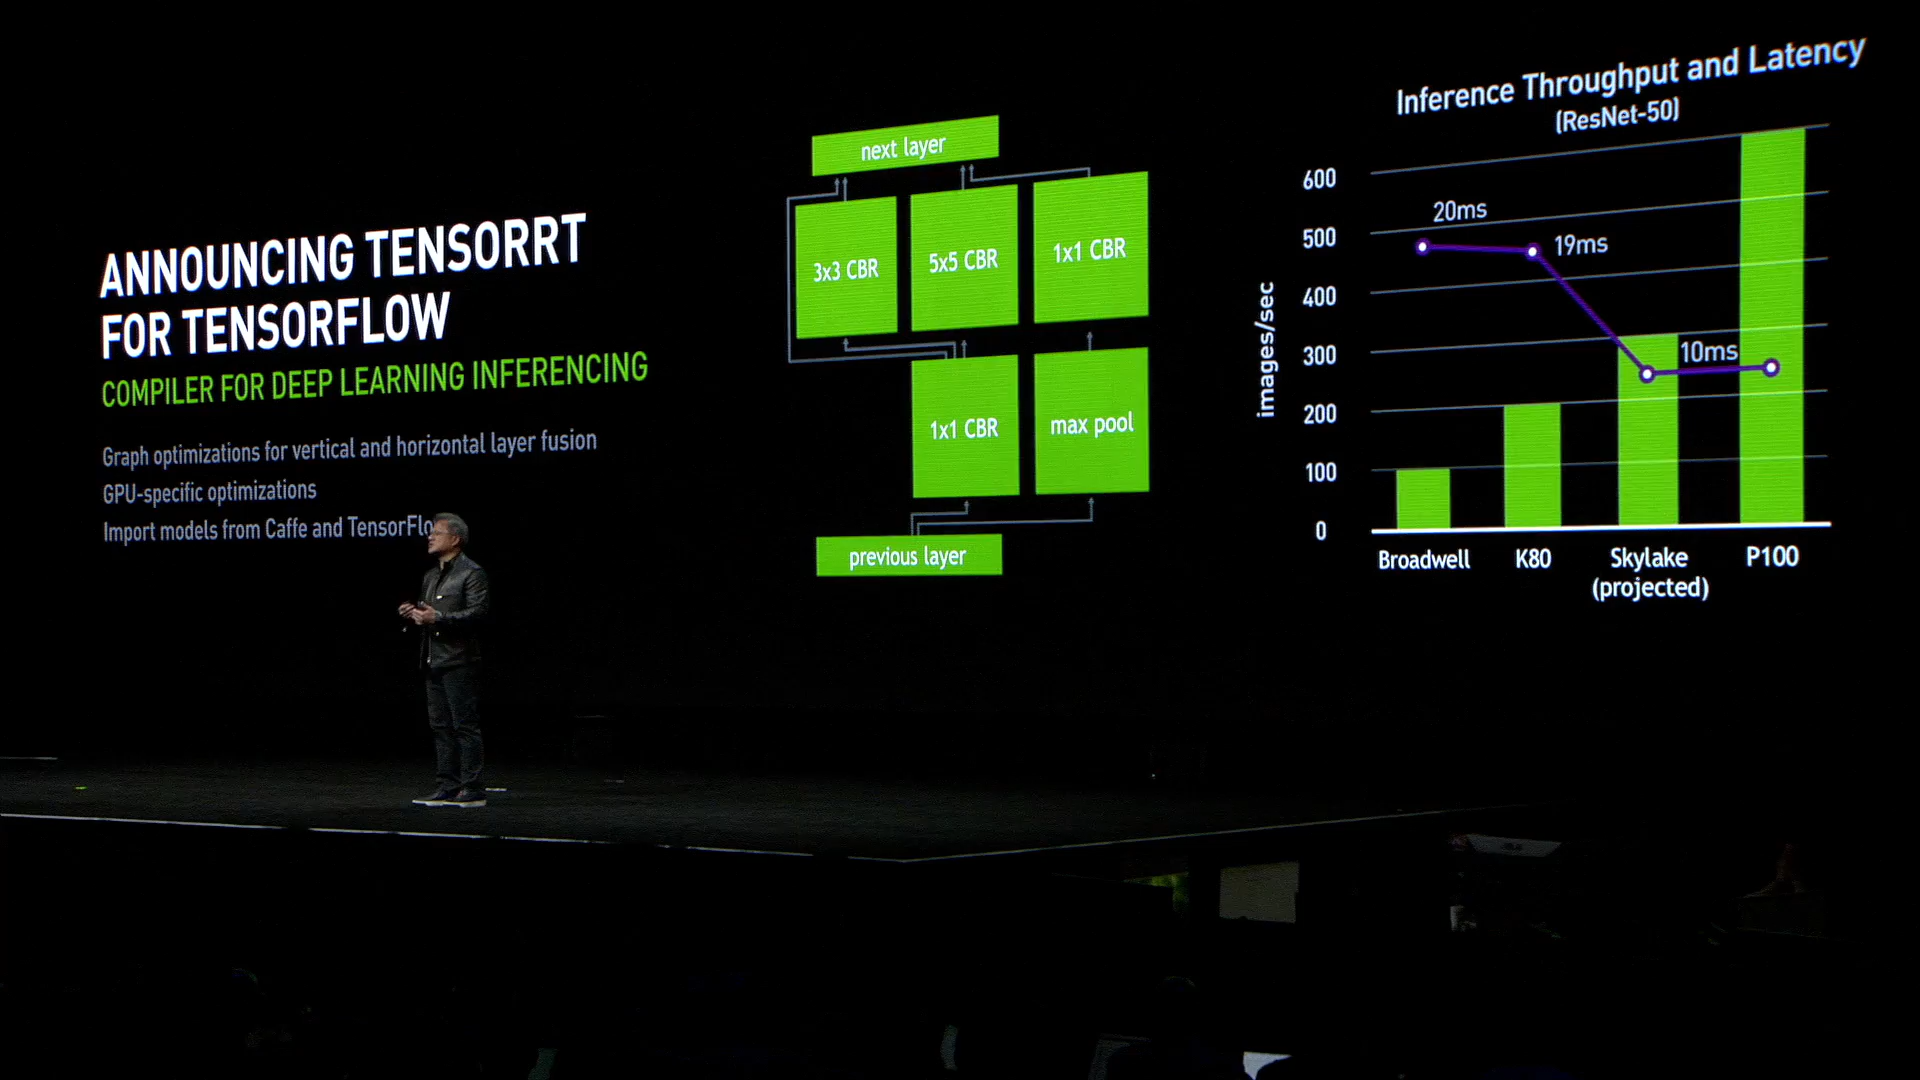 ANNOUNCING TENSORRT
FOR TENSORFLOW
COMPILER FOR DEEP LEARNING INFERENCING
Graph optimizations for vertical and horizontal layer fusion
GPU-specific optimizations
Import models from Caffe and TensorFlo
next layer
3x3 CBR
5x5 CBR
1x1 CBR
1x1 CBR
max pool
previous layer
Inference Throughput and Latency
(ResNet-50)
images/sec
600
500
400
300
200
100
0
20ms
19ms
10ms
Broadwell
K80
Skylake
(projected)
P100